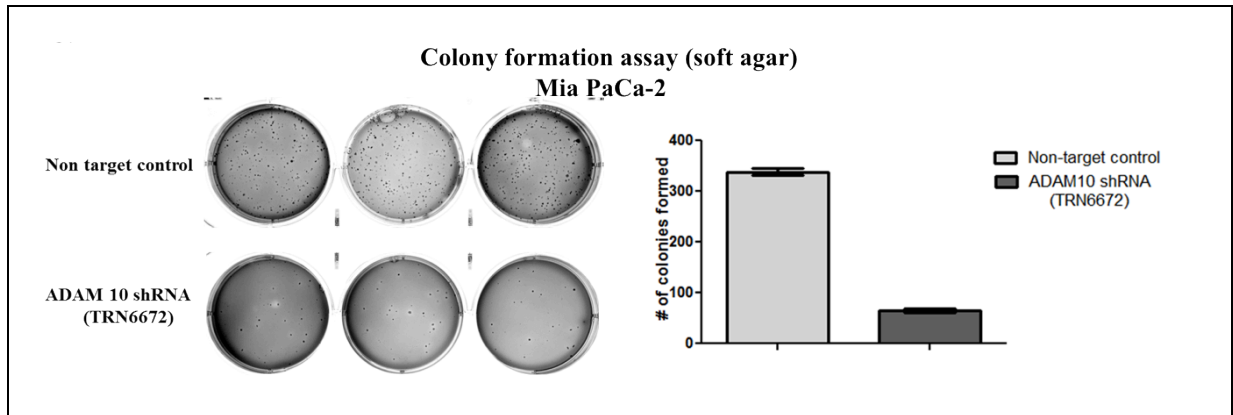 Colony formation assay (soft agar)
Mia PaCa-2
Non target control
ADAM 10 shRNA
(TRN6672)
# of colonies formed
400
300
200
100
0
Non-target control
ADAM10 shRNA
(TRN6672)